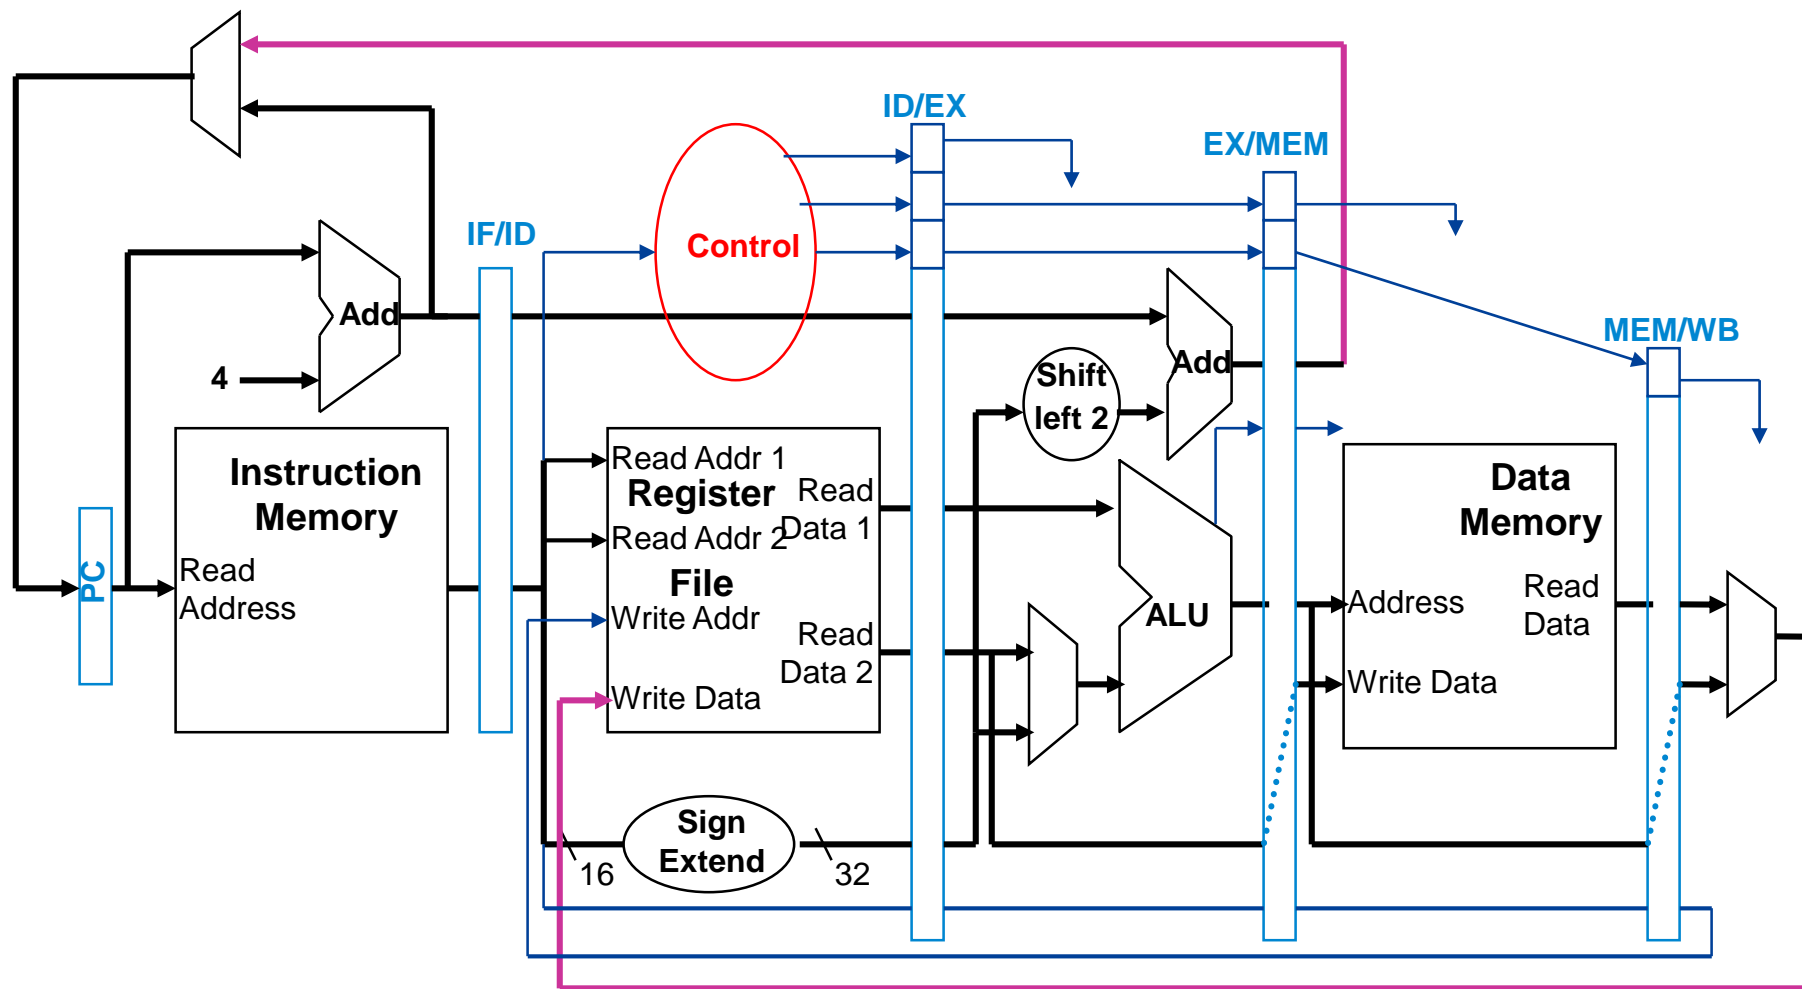 ID/EX
EX/MEM
IF/ID
Control
Add
MEM/WB
4
Shift
left 2
Add
Instruction
Memory
Read
Address
PC
Read Addr 1
Register
Read
Data 1
Read Addr 2
File
Write Addr
Read
Data 2
Write Data
ALU
Data
Memory
Address
Read
Data
Write Data
Sign
Extend
16
32